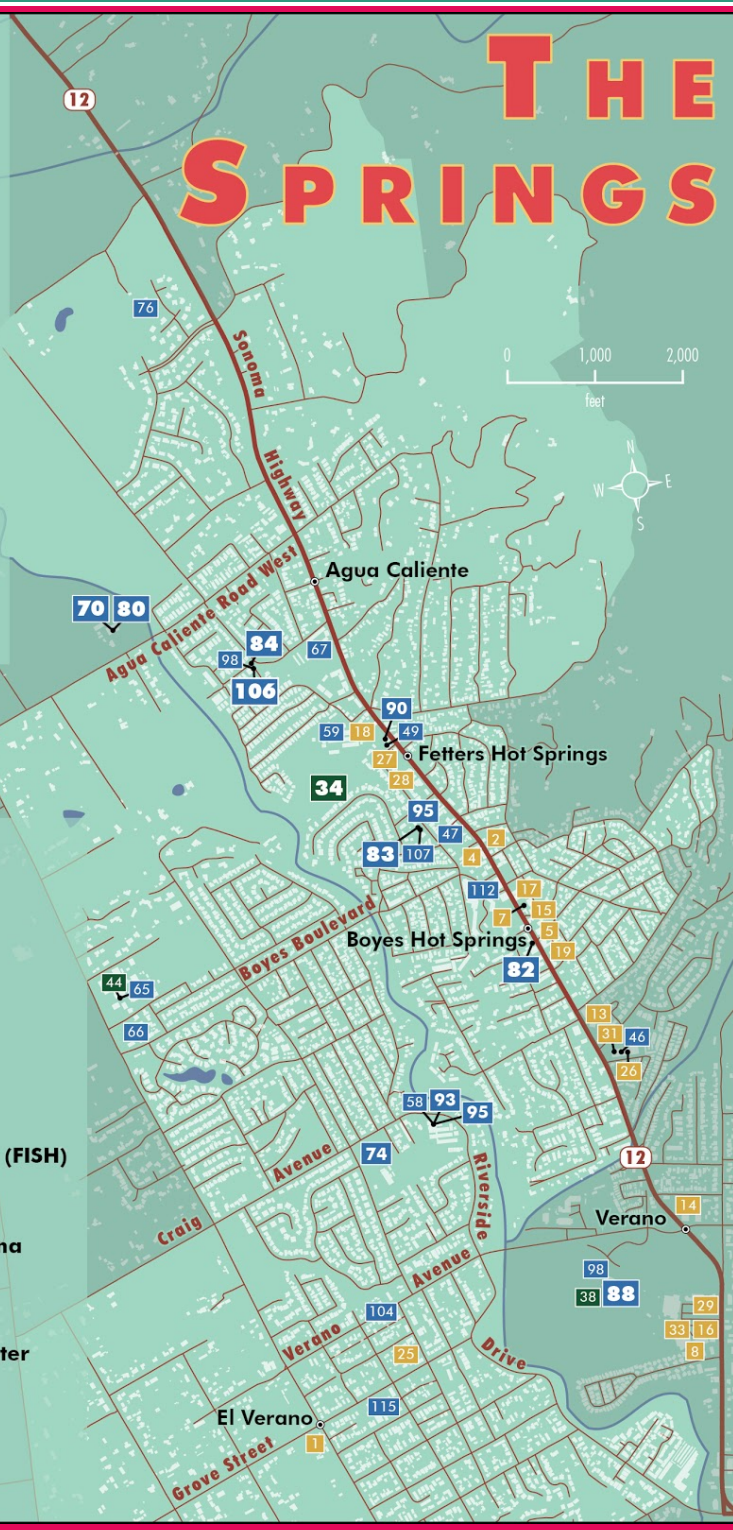 THE
SPRINGS
12
76
Sonoma
0 1,000 2,000
feet
Highway
N
W E
S
Agua Caliente
Agua Caliente Road West
70 80
84
98
67
106
90
59 18 49
27
Fetters Hot Springs
28
34
95
47 2
83 107 4
112 17
7 15
Boyes Boulevard
5
Boyes Hot Springs
19
82
44 65
66
13
31 46
26
58 93
95
(FISH)
74
Avenue
12
Riverside
14
Craig
Verano
na
98
Avenue
38 88
29
104
33 16
Verano
8
25
ter
Drive
115
El Verano
1
Grove Street